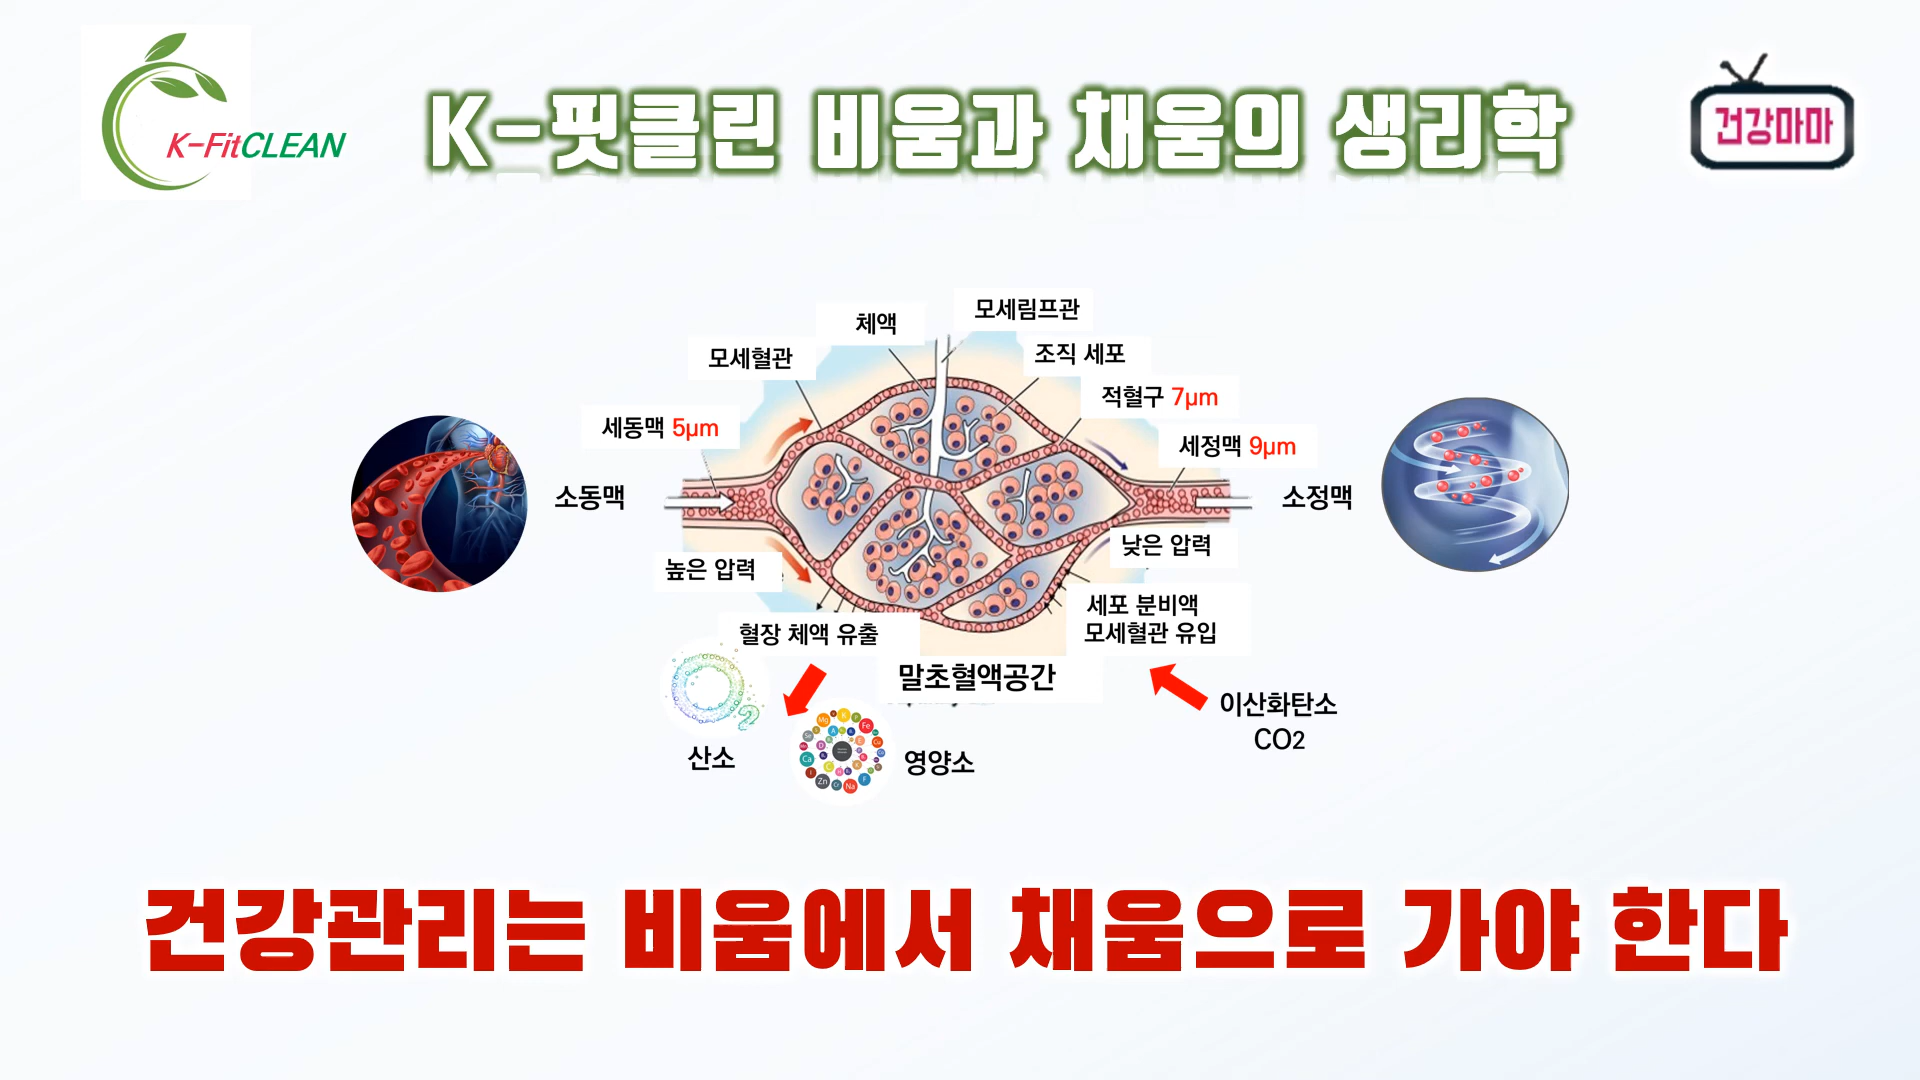 K-FitCLEAN
K-핏클린 비움과 채움의 생리학
건강마마
체액
모세림프관
모세혈관
조직 세포
적혈구 7μm
세동맥 5μm
세정맥 9μm
소동맥
소정맥
낮은 압력
높은 압력
세포 분비액
모세혈관 유입
혈장 체액 유출
말초혈액공간
이산화탄소
CO2
산소
영양소
건강관리는 비움에서 채움으로 가야 한다